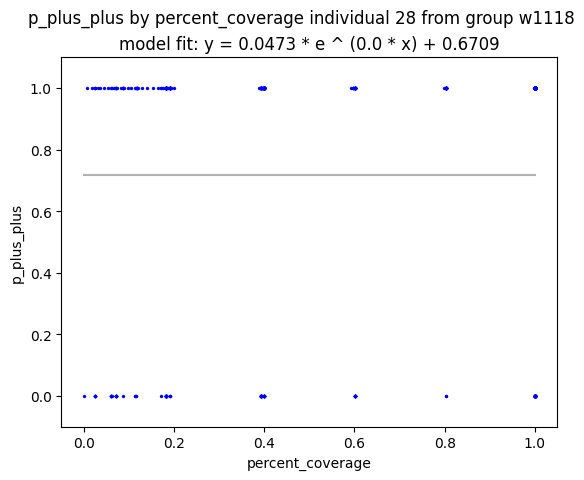 p_plus_plus by percent_coverage individual 28 from group w1118
model fit: y = 0.0473 * e ^ (0.0 * x) + 0.6709
1.0
0.8
0.6
0.4
0.2
0.0
p_plus_plus
0.0 0.2 0.4 0.6 0.8 1.0
percent_coverage